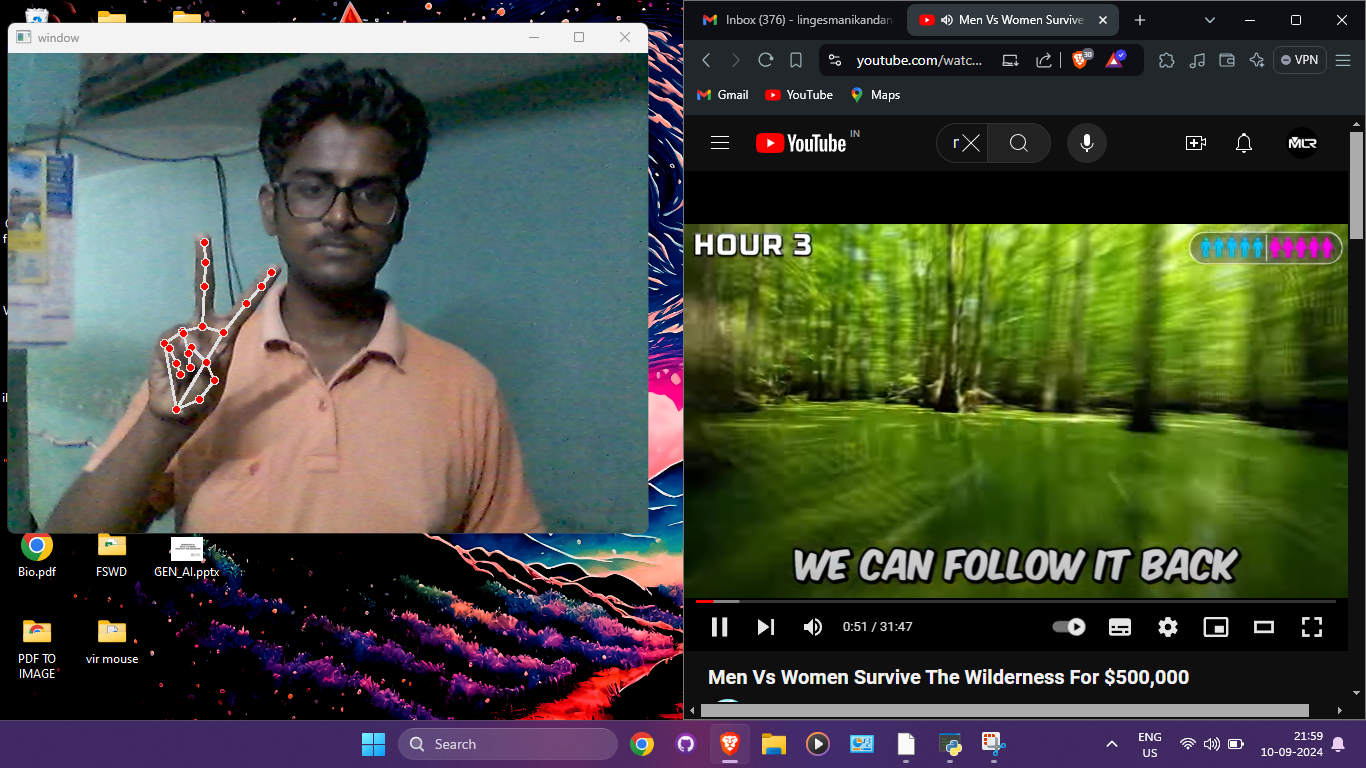 window
Bio.pdf
FSWD
GEN_AI.pptx
PDF TO
IMAGE
vir mouse
Inbox (376) - lingesmanikandan
Men Vs Women Survive
youtube.com/watc...
30
VPN
Gmail
YouTube
Maps
YouTube
IN
r
MLR
HOUR 3
WE CAN FOLLOW IT BACK
0:51 / 31:47
Men Vs Women Survive The Wilderness For $500,000
Search
ENG
US
21:59
10-09-2024